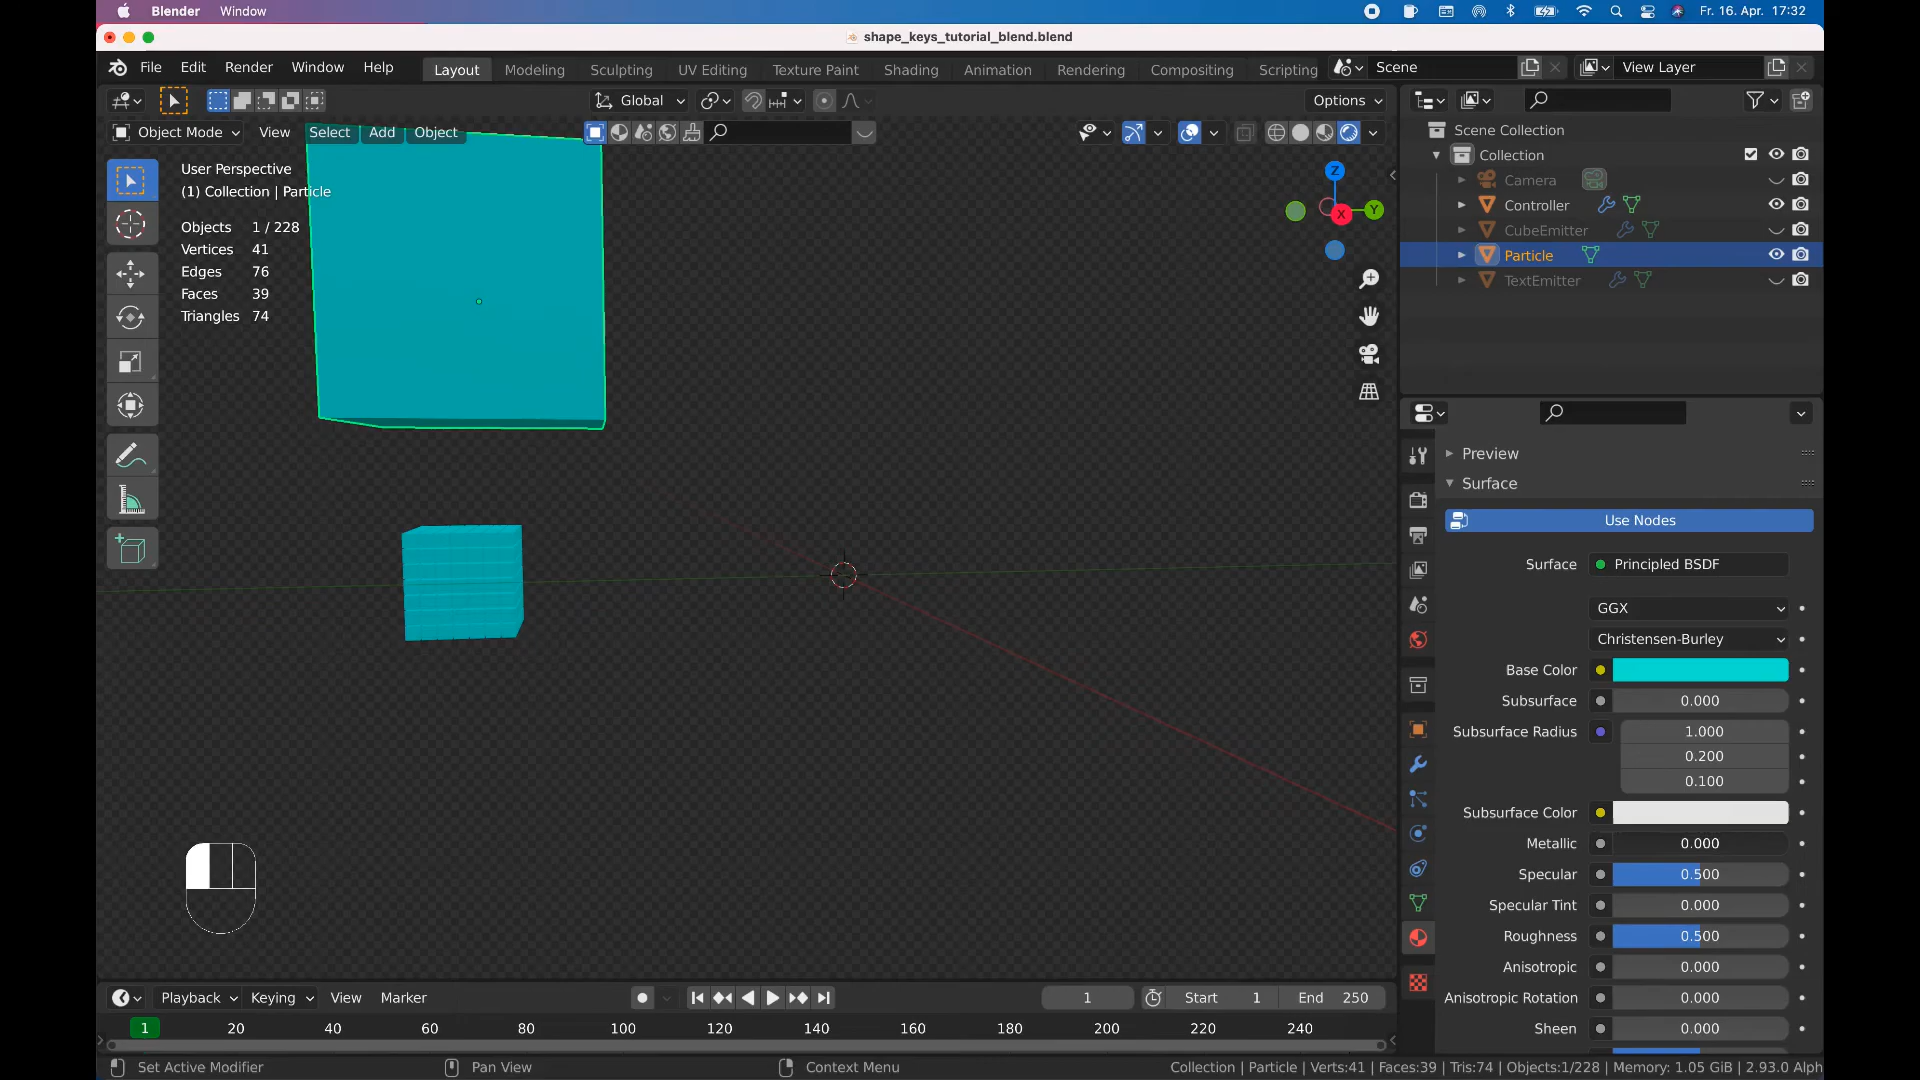 Blender Window Fr. 16. Apr. 17:32
shape_keys_tutorial_blend.blend
File Edit Render Window Help Layout Modeling Sculpting UV Editing Texture Paint Shading Animation Rendering Compositing Scripting Scene View Layer
Global Options
Object Mode View Select Add Object
User Perspective
(1) Collection | Particle
Objects 1 / 228
Vertices 41
Edges 76
Faces 39
Triangles 74
Z
Y
X
Scene Collection
Collection
Camera
Controller
CubeEmitter
Particle
TextEmitter
Preview
Surface
Use Nodes
Surface Principled BSDF
GGX
Christensen-Burley
Base Color
Subsurface 0.000
Subsurface Radius 1.000
0.200
0.100
Subsurface Color
Metallic 0.000
Specular 0.500
Specular Tint 0.000
Roughness 0.500
Anisotropic 0.000
Anisotropic Rotation 0.000
Sheen 0.000
Playback Keying View Marker 1 Start 1 End 250
1 20 40 60 80 100 120 140 160 180 200 220 240
Set Active Modifier Pan View Context Menu Collection | Particle | Verts:41 | Faces:39 | Tris:74 | Objects:1/228 | Memory: 1.05 GiB | 2.93.0 Alph